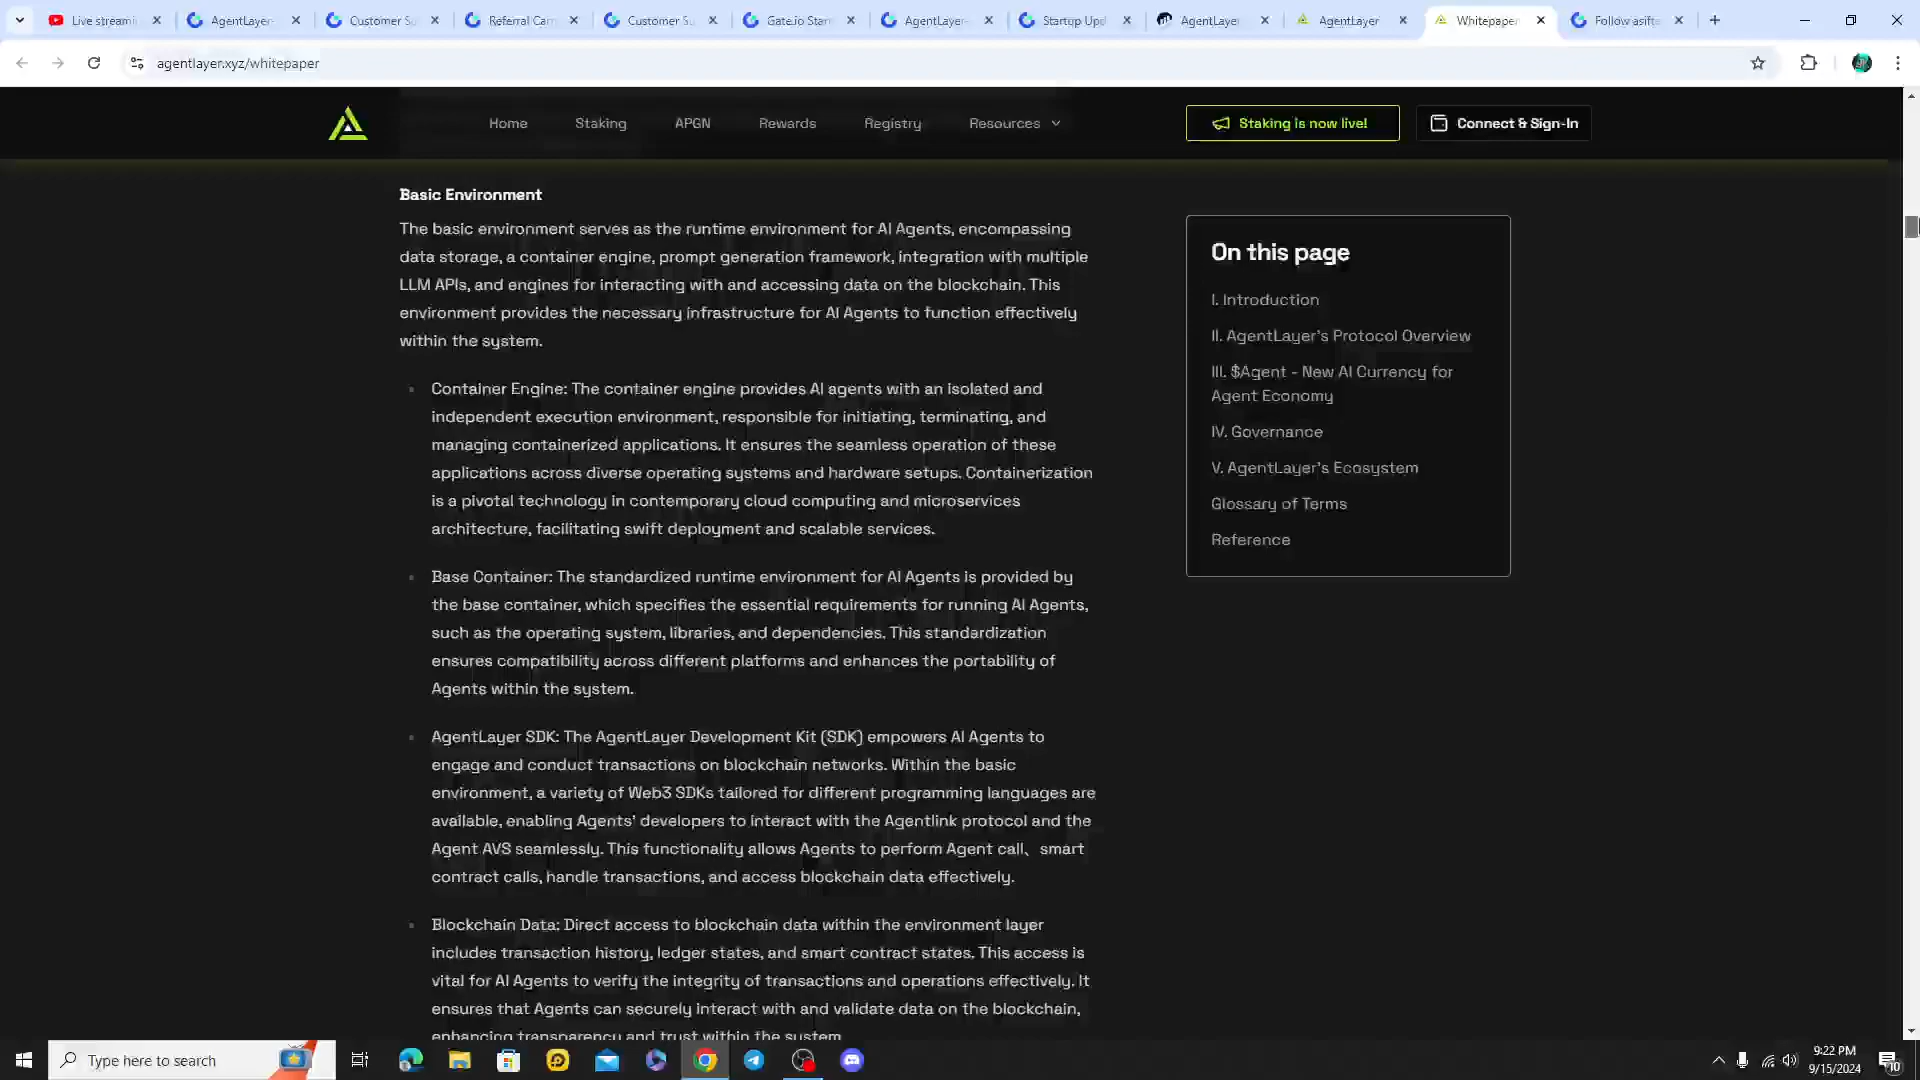 Live streami
AgentLayer-
Customer Su
Referral Cam
Customer Su
Gate.io Start
AgentLayer-
Startup Upd
AgentLayer
AgentLayer
Whitepaper
Follow asift
agentlayer.xyz/whitepaper
Home
Staking
APGN
Rewards
Registry
Resources
Staking is now live!
Connect & Sign-In
Basic Environment
The basic environment serves as the runtime environment for AI Agents, encompassing
data storage, a container engine, prompt generation framework, integration with multiple
LLM APIs, and engines for interacting with and accessing data on the blockchain. This
environment provides the necessary infrastructure for AI Agents to function effectively
within the system.
Container Engine: The container engine provides AI agents with an isolated and
independent execution environment, responsible for initiating, terminating, and
managing containerized applications. It ensures the seamless operation of these
applications across diverse operating systems and hardware setups. Containerization
is a pivotal technology in contemporary cloud computing and microservices
architecture, facilitating swift deployment and scalable services.
Base Container: The standardized runtime environment for AI Agents is provided by
the base container, which specifies the essential requirements for running AI Agents,
such as the operating system, libraries, and dependencies. This standardization
ensures compatibility across different platforms and enhances the portability of
Agents within the system.
AgentLayer SDK: The AgentLayer Development Kit (SDK) empowers AI Agents to
engage and conduct transactions on blockchain networks. Within the basic
environment, a variety of Web3 SDKs tailored for different programming languages are
available, enabling Agents' developers to interact with the Agentlink protocol and the
Agent AVS seamlessly. This functionality allows Agents to perform Agent call、smart
contract calls, handle transactions, and access blockchain data effectively.
Blockchain Data: Direct access to blockchain data within the environment layer
includes transaction history, ledger states, and smart contract states. This access is
vital for AI Agents to verify the integrity of transactions and operations effectively. It
ensures that Agents can securely interact with and validate data on the blockchain,
enhancing transparency and trust within the system.
On this page
I. Introduction
II. AgentLayer's Protocol Overview
III. $Agent - New AI Currency for
Agent Economy
IV. Governance
V. AgentLayer's Ecosystem
Glossary of Terms
Reference
Type here to search
9:22 PM
9/15/2024
10